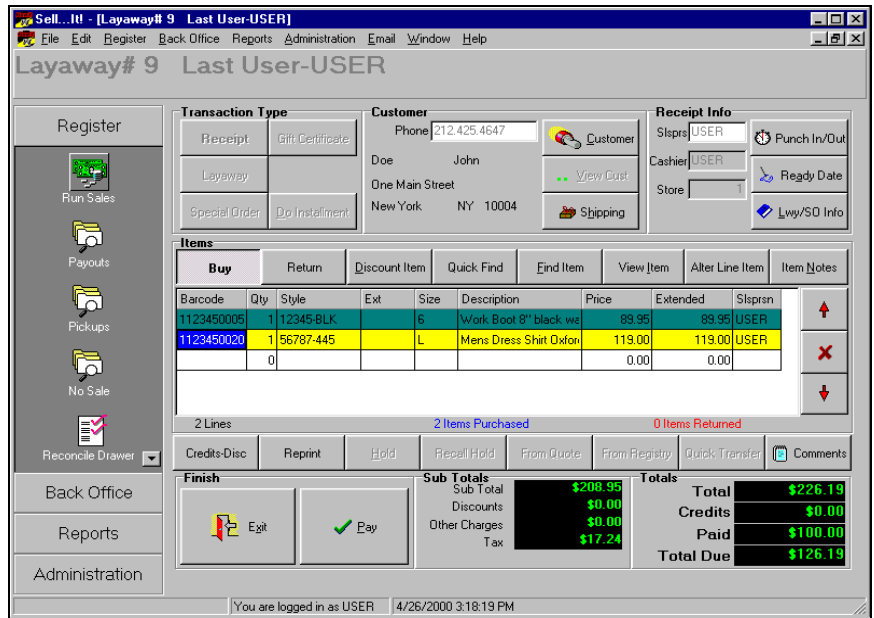 Sell...It! - [Layaway# 9 Last User-USER]
File Edit Register Back Office Reports Administration Email Window Help
Layaway# 9 Last User-USER
Register
Run Sales
Payouts
Pickups
No Sale
Reconcile Drawer
Back Office
Reports
Administration
Transaction Type
Receipt Gift Certificate
Layaway
Special Order Do Installment
Customer
Phone 212.425.4647
Doe John
One Main Street
New York NY 10004
Customer
View Cust
Shipping
Receipt Info
Slsprs USER
Cashier USER
Store 1
Punch In/Out
Ready Date
Lwy/SO Info
Items
Buy Return Discount Item Quick Find Find Item View Item Alter Line Item Item Notes
Barcode Qty Style Ext Size Description Price Extended Slsprsn
1123450005 1 12345-BLK 6 Work Boot 8" black wa 89.95 89.95 USER
1123450020 1 56787-445 L Mens Dress Shirt Oxfor 119.00 119.00 USER
0 0.00 0.00
2 Lines 2 Items Purchased 0 Items Returned
Credits-Disc Reprint Hold Recall Hold From Quote From Registry Quick Transfer Comments
Finish
Exit Pay
Sub Totals
Sub Total $208.95
Discounts $0.00
Other Charges $0.00
Tax $17.24
Totals
Total $226.19
Credits $0.00
Paid $100.00
Total Due $126.19
You are logged in as USER 4/26/2000 3:18:19 PM